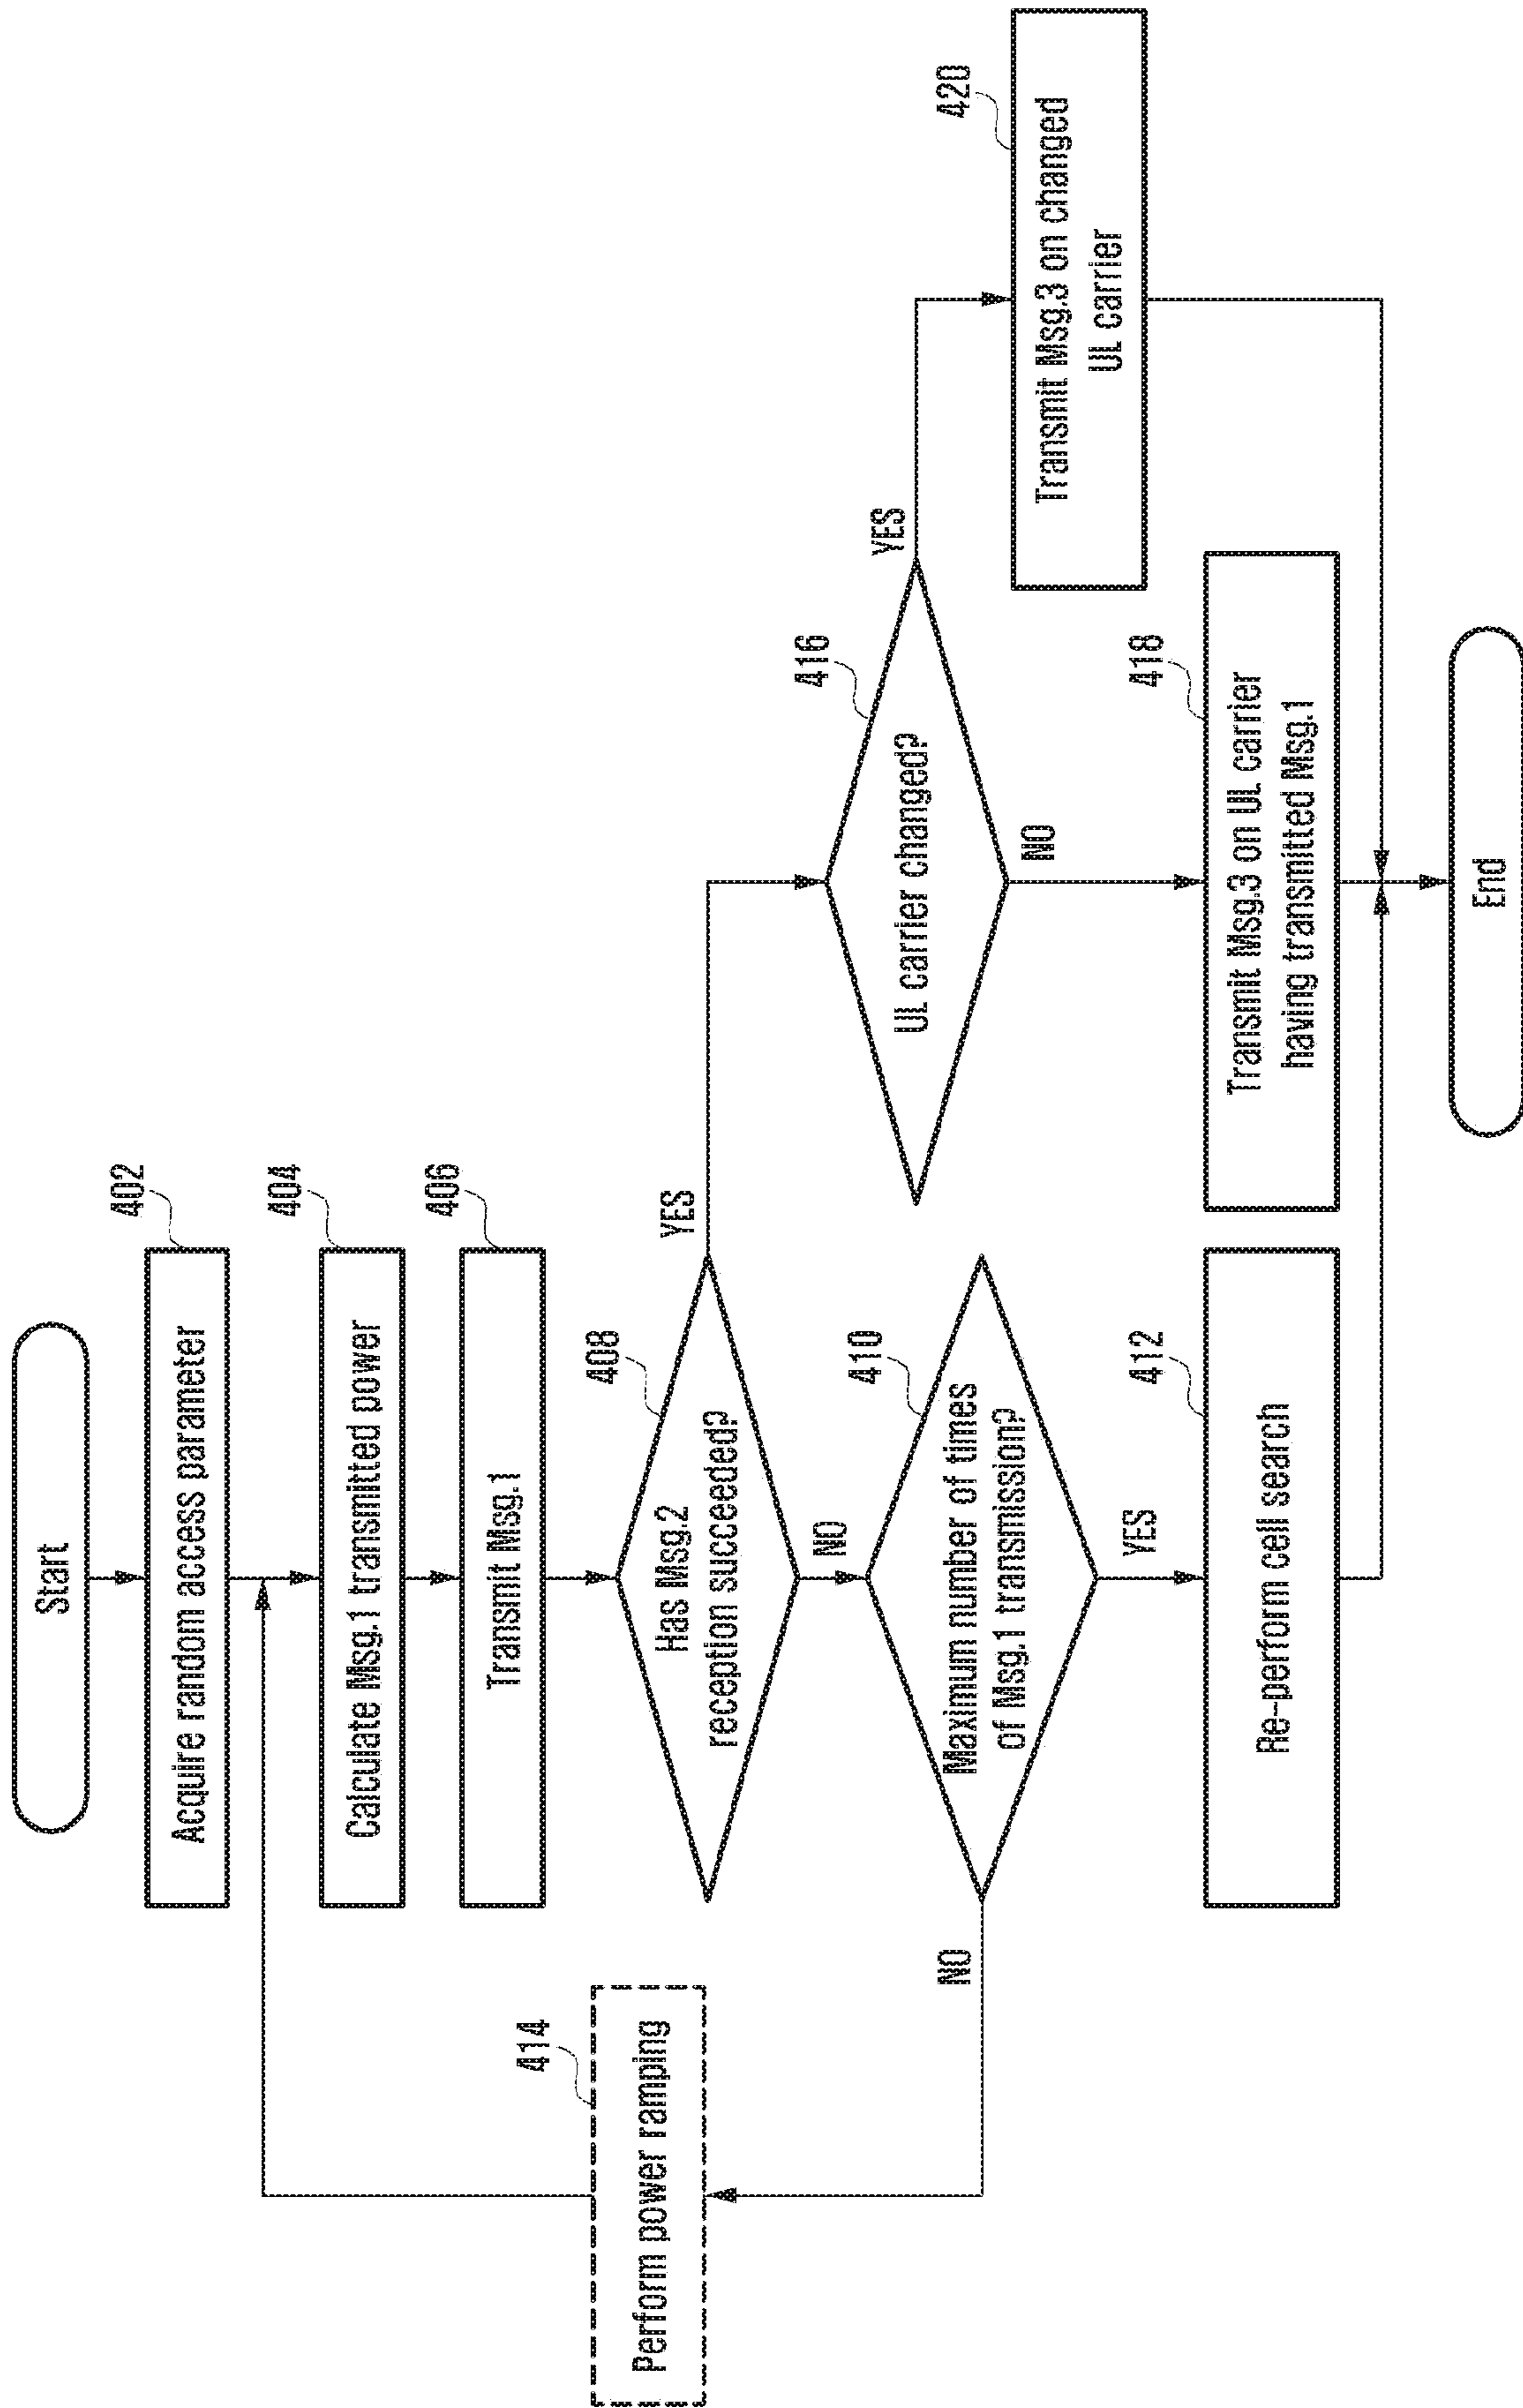 Start
402
Acquire random access parameter
404
Calculate Msg.1 transmitted power
406
Transmit Msg.1
408
Has Msg.2
reception succeeded?
YES
NO
410
Maximum number of times
of Msg.1 transmission?
NO
YES
412
Re-perform cell search
414
Perform power ramping
416
UL carrier changed?
YES
NO
418
Transmit Msg.3 on UL carrier
having transmitted Msg.1
420
Transmit Msg.3 on changed
UL carrier
End